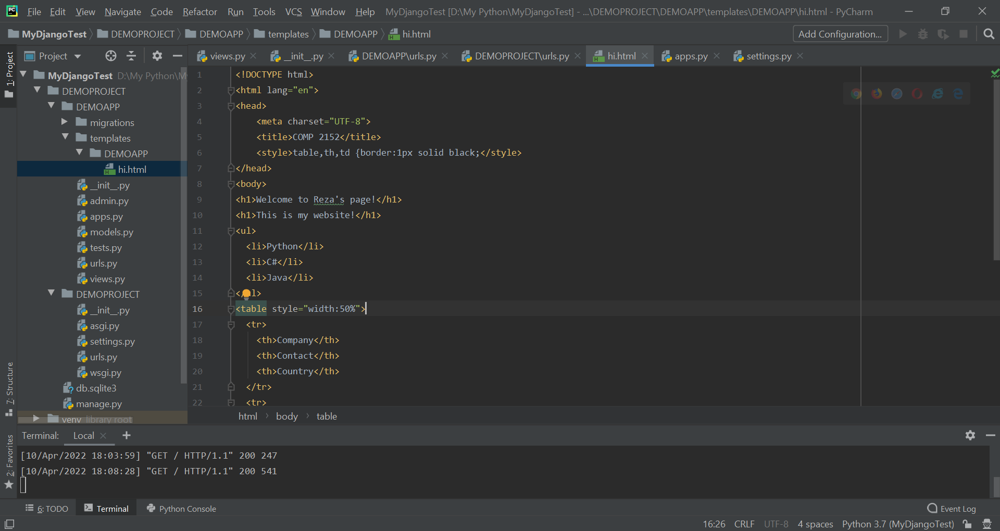 File Edit View Navigate Code Refactor Run Tools VCS Window Help MyDjangoTest [D:\My Python\MyDjangoTest] - ...\DEMOPROJECT\DEMOAPP\templates\DEMOAPP\hi.html - PyCharm
MyDjangoTest DEMOPROJECT DEMOAPP templates DEMOAPP hi.html Add Configuration...
Project views.py __init__.py DEMOAPP\urls.py DEMOPROJECT\urls.py hi.html apps.py settings.py
1: Project
7: Structure
2: Favorites
MyDjangoTest D:\My Python\M
DEMOPROJECT
DEMOAPP
migrations
templates
DEMOAPP
hi.html
__init__.py
admin.py
apps.py
models.py
tests.py
urls.py
views.py
DEMOPROJECT
__init__.py
asgi.py
settings.py
urls.py
wsgi.py
db.sqlite3
manage.py
venv library root
1 <!DOCTYPE html>
2 <html lang="en">
3 <head>
4 <meta charset="UTF-8">
5 <title>COMP 2152</title>
6 <style>table,th,td {border:1px solid black;</style>
7 </head>
8 <body>
9 <h1>Welcome to Reza's page!</h1>
10 <h1>This is my website!</h1>
11 <ul>
12 <li>Python</li>
13 <li>C#</li>
14 <li>Java</li>
15 </ul>
16 <table style="width:50%">
17 <tr>
18 <th>Company</th>
19 <th>Contact</th>
20 <th>Country</th>
21 </tr>
22 <tr>
html body table
Terminal: Local
[10/Apr/2022 18:03:59] "GET / HTTP/1.1" 200 247
[10/Apr/2022 18:08:28] "GET / HTTP/1.1" 200 541
6: TODO Terminal Python Console Event Log
16:26 CRLF UTF-8 4 spaces Python 3.7 (MyDjangoTest)